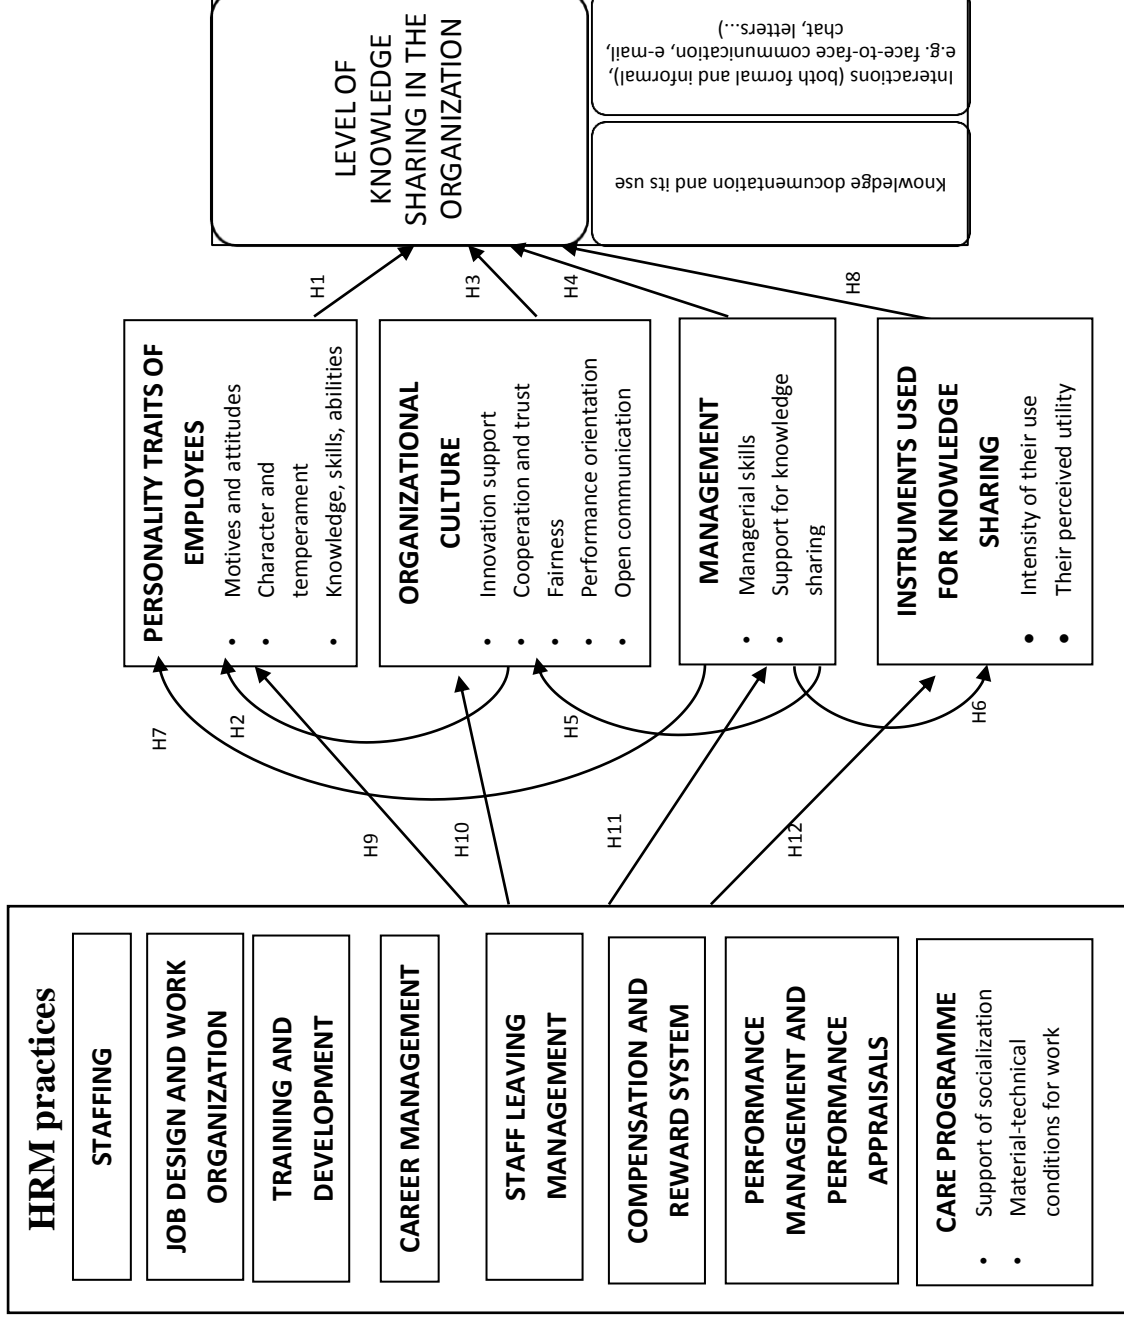 HRM practices
STAFFING
JOB DESIGN AND WORK
ORGANIZATION
TRAINING AND
DEVELOPMENT
CAREER MANAGEMENT
STAFF LEAVING
MANAGEMENT
COMPENSATION AND
REWARD SYSTEM
PERFORMANCE
MANAGEMENT AND
PERFORMANCE
APPRAISALS
CARE PROGRAMME
• Support of socialization
• Material-technical
conditions for work
H9
H10
H11
H12
H7
H2
H5
H6
PERSONALITY TRAITS OF
EMPLOYEES
• Motives and attitudes
• Character and
temperament
• Knowledge, skills, abilities
ORGANIZATIONAL
CULTURE
• Innovation support
• Cooperation and trust
• Fairness
• Performance orientation
• Open communication
MANAGEMENT
• Managerial skills
• Support for knowledge
sharing
INSTRUMENTS USED
FOR KNOWLEDGE
SHARING
• Intensity of their use
• Their perceived utility
H1
H3
H4
H8
LEVEL OF
KNOWLEDGE
SHARING IN THE
ORGANIZATION
Knowledge documentation and its use
Interactions (both formal and informal),
e.g. face-to-face communication, e-mail,
chat, letters...)